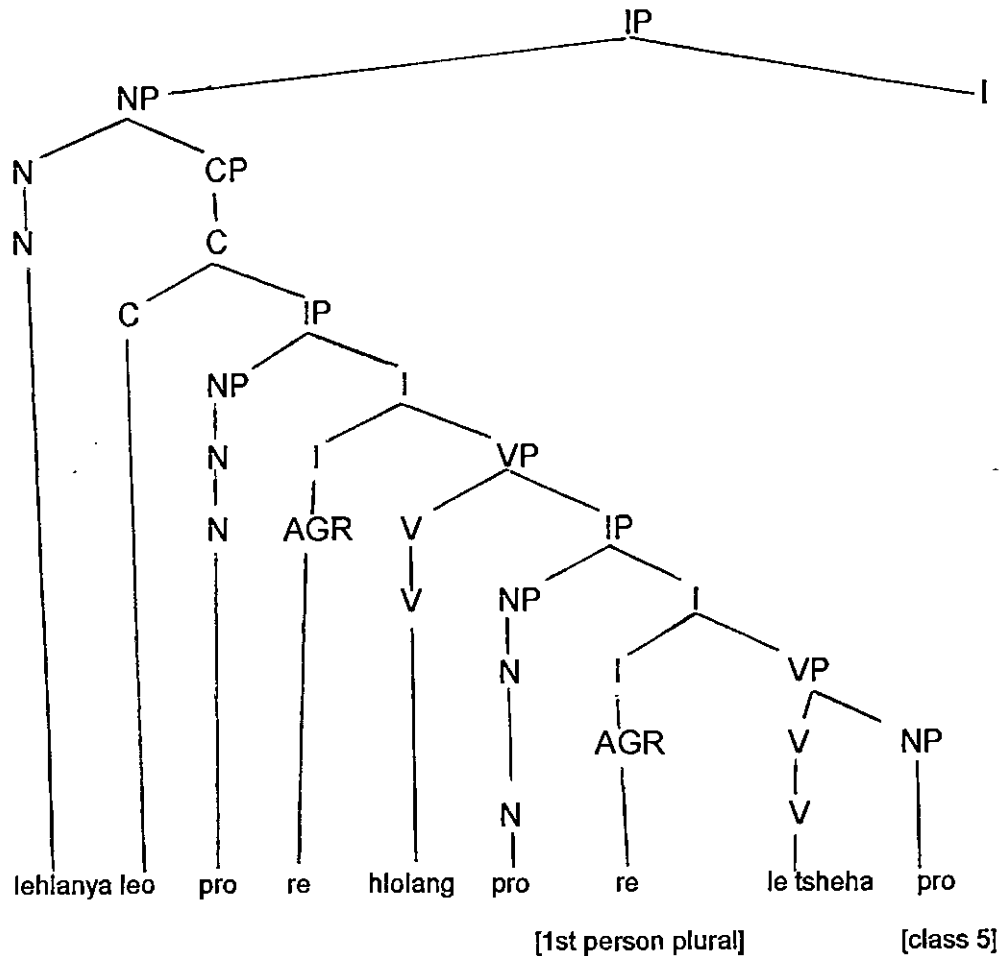 IP
NP I
N CP
N C
C IP
NP I
N I VP
N AGR V IP
V NP I
N I VP
AGR V NP
N V
lehlanya leo pro re hlolang pro re le tsheha pro
[1st person plural] [class 5]